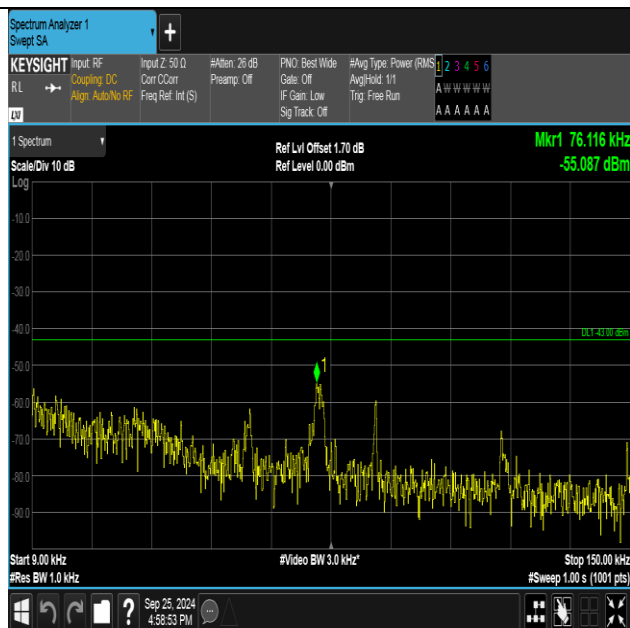 Spectrum Analyzer 1
Swept SA
+
KEYSIGHT
RL
LXI
Input: RF
Coupling: DC
Align: Auto/No RF
Input Z: 50 Ω
Corr CCorr
Freq Ref: Int (S)
#Atten: 26 dB
Preamp: Off
PNO: Best Wide
Gate: Off
IF Gain: Low
Sig Track: Off
#Avg Type: Power (RMS
Avg|Hold: 1/1
Trig: Free Run
1 2 3 4 5 6
A W W W W W
A A A A A A
1 Spectrum
Scale/Div 10 dB
Ref Lvl Offset 1.70 dB
Ref Level 0.00 dBm
Mkr1 76.116 kHz
-55.087 dBm
Log
-10.0
-20.0
-30.0
-40.0
-50.0
-60.0
-70.0
-80.0
-90.0
DL1 -43.00 dBm
1
Start 9.00 kHz
#Video BW 3.0 kHz*
Stop 150.00 kHz
#Res BW 1.0 kHz
#Sweep 1.00 s (1001 pts)
?
Sep 25, 2024
4:58:53 PM